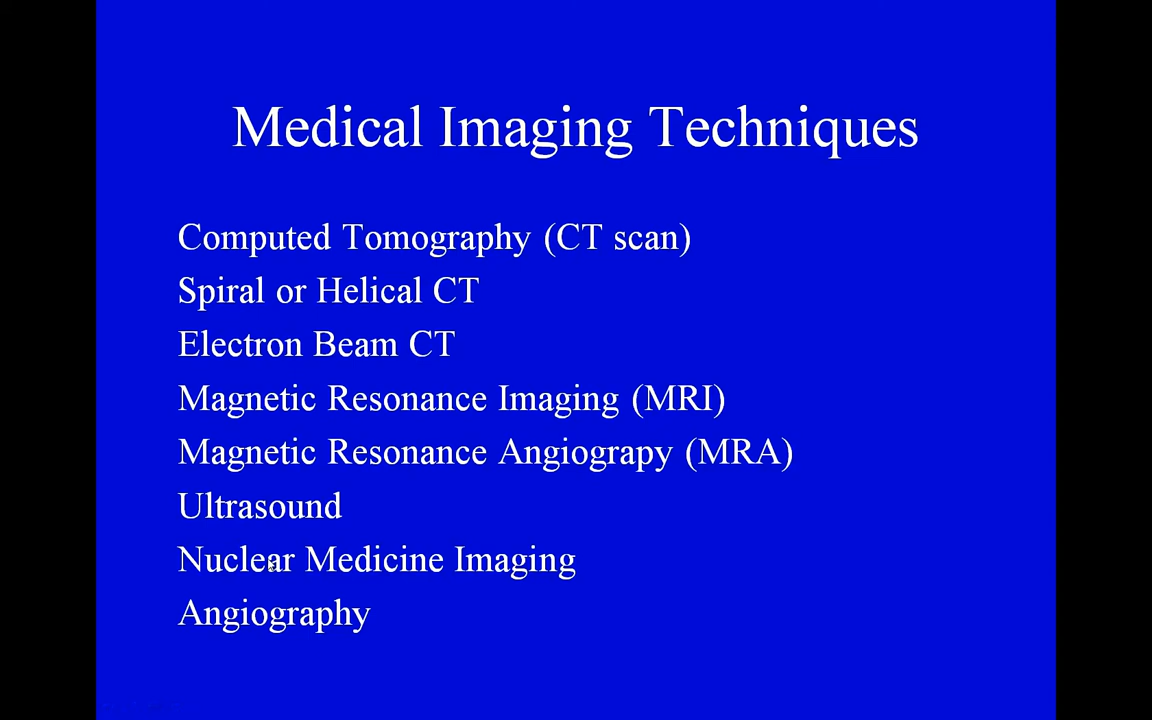 Medical Imaging Techniques
Computed Tomography (CT scan)
Spiral or Helical CT
Electron Beam CT
Magnetic Resonance Imaging (MRI)
Magnetic Resonance Angiograpy (MRA)
Ultrasound
Nuclear Medicine Imaging
Angiography